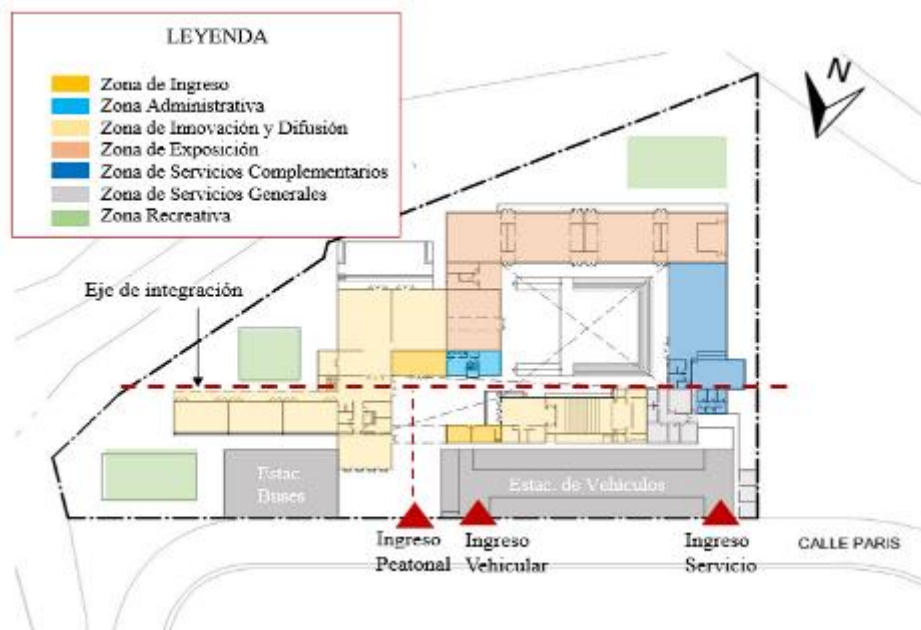 LEYENDA
Zona de Ingreso
Zona Administrativa
Zona de Innovación y Difusión
Zona de Exposición
Zona de Servicios Complementarios
Zona de Servicios Generales
Zona Recreativa
N
Eje de integración
Estac.
Buses
Estac. de Vehículos
Ingreso
Peatonal
Ingreso
Vehicular
Ingreso
Servicio
CALLE PARIS